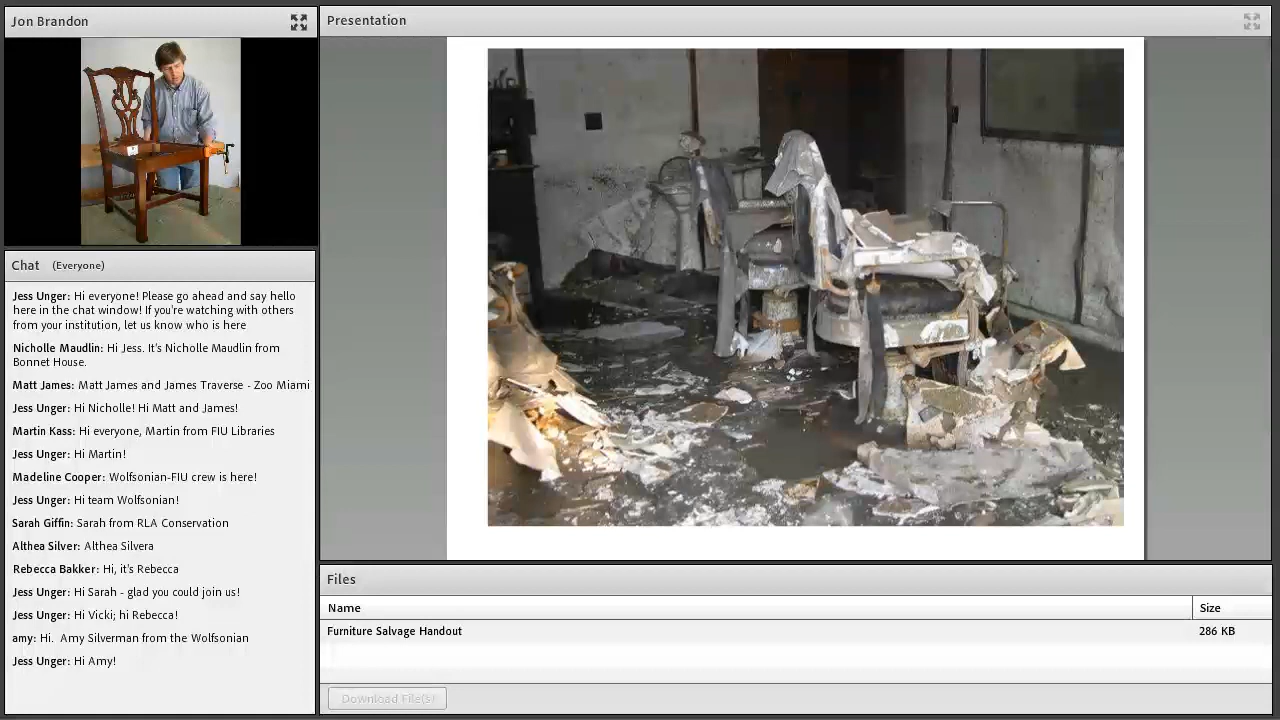 Jon Brandon
Presentation
Chat (Everyone)
Jess Unger: Hi everyone! Please go ahead and say hello
here in the chat window! If you're watching with others
from your institution, let us know who is here
Nicholle Maudlin: Hi Jess. It's Nicholle Maudlin from
Bonnet House.
Matt James: Matt James and James Traverse - Zoo Miami
Jess Unger: Hi Nicholle! Hi Matt and James!
Martin Kass: Hi everyone, Martin from FIU Libraries
Jess Unger: Hi Martin!
Madeline Cooper: Wolfsonian-FIU crew is here!
Jess Unger: Hi team Wolfsonian!
Sarah Giffin: Sarah from RLA Conservation
Althea Silver: Althea Silvera
Rebecca Bakker: Hi, it's Rebecca
Jess Unger: Hi Sarah - glad you could join us!
Jess Unger: Hi Vicki; hi Rebecca!
amy: Hi. Amy Silverman from the Wolfsonian
Jess Unger: Hi Amy!
Files
Name Size
Furniture Salvage Handout 286 KB
Download File(s)